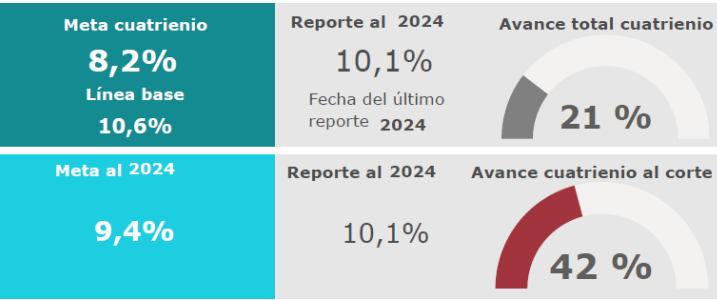 Meta cuatrienio
8,2%
Línea base
10,6%
Reporte al 2024
10,1%
Fecha del último
reporte 2024
Avance total cuatrienio
21 %
Meta al 2024
9,4%
Reporte al 2024
10,1%
Avance cuatrienio al corte
42 %